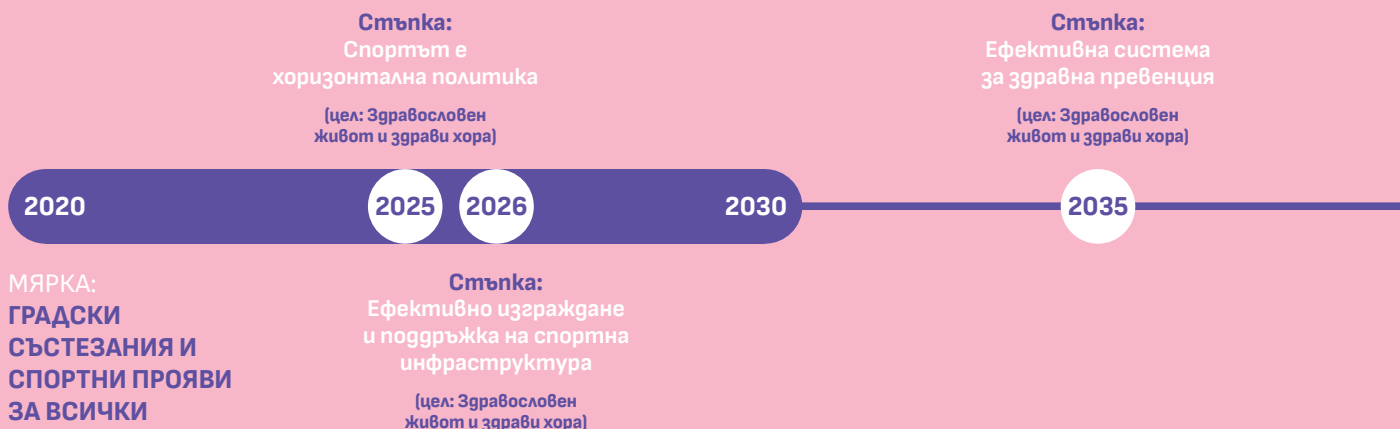 Стъпка:
Спортът е
хоризонтална политика
(цел: Здравословен
живот и здрави хора)
Стъпка:
Ефективна система
за здравна превенция
(цел: Здравословен
живот и здрави хора)
2020
2025
2026
2030
2035
МЯРКА:
ГРАДСКИ
СЪСТЕЗАНИЯ И
СПОРТНИ ПРОЯВИ
ЗА ВСИЧКИ
Стъпка:
Ефективно изграждане
и поддръжка на спортна
инфраструктура
(цел: Здравословен
живот и здрави хора)